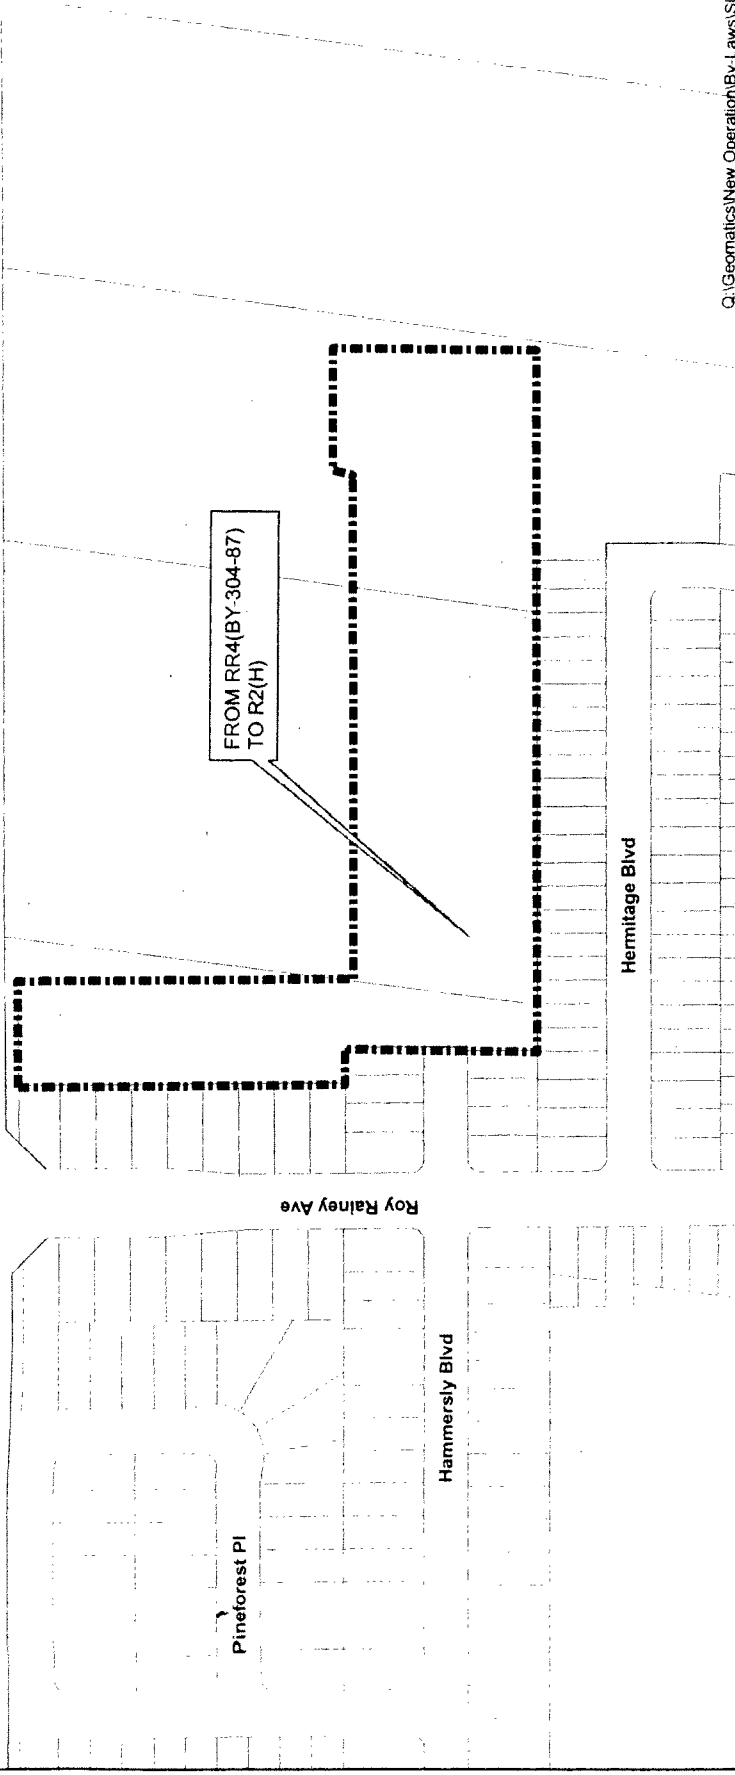 FROM RR4(BY-304-87)
TO R2(H)
Roy Rainey Ave
Hermitage Blvd
Hammersly Blvd
Pineforest Pl
Q:\Geomatics\New Operation\By-Laws\